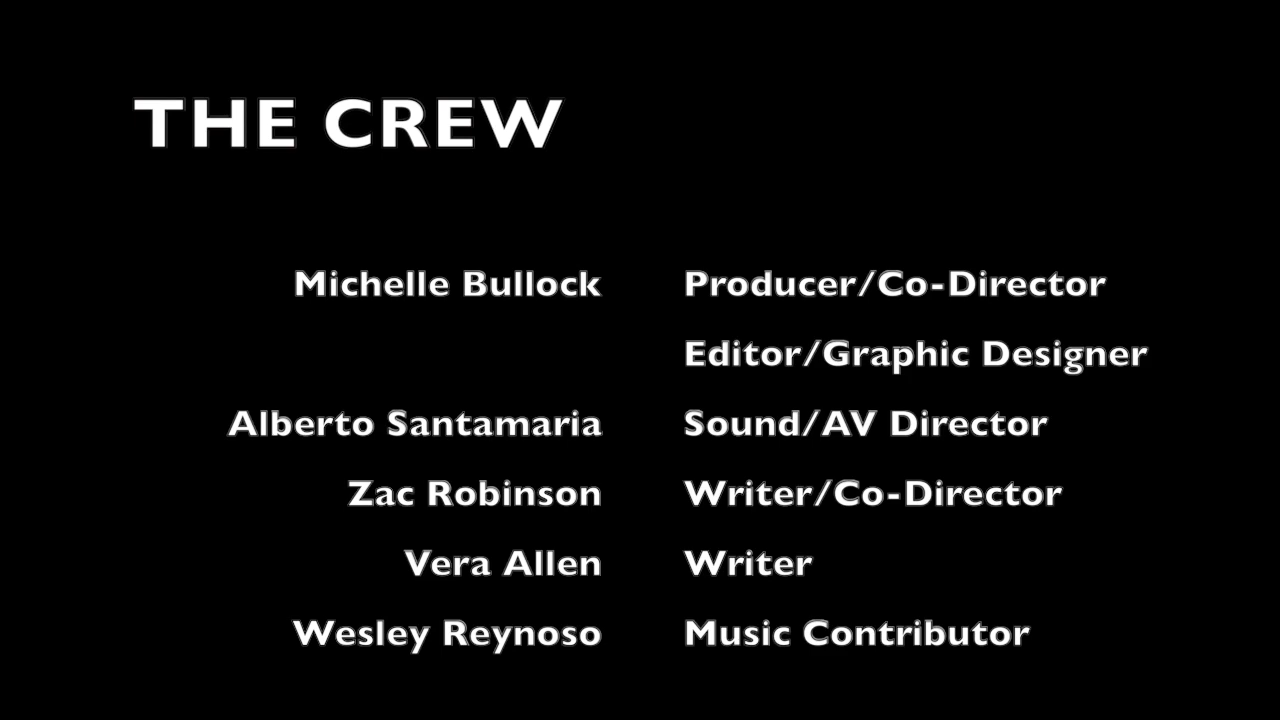 THE CREW
Michelle Bullock Producer/Co-Director
Editor/Graphic Designer
Alberto Santamaria Sound/AV Director
Zac Robinson Writer/Co-Director
Vera Allen Writer
Wesley Reynoso Music Contributor